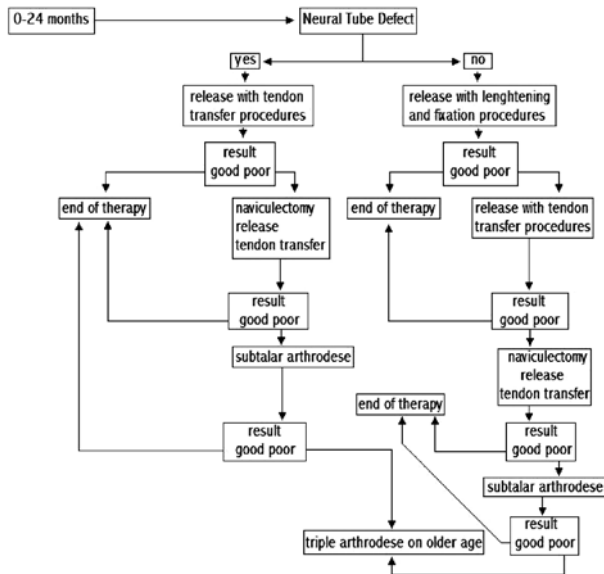 0-24 months
Neural Tube Defect
yes
no
release with tendon
transfer procedures
release with lenghtening
and fixation procedures
result
good poor
result
good poor
end of therapy
naviculectomy
release
tendon transfer
end of therapy
release with tendon
transfer procedures
result
good poor
result
good poor
subtalar arthrodese
naviculectomy
release
tendon transfer
end of therapy
result
good poor
result
good poor
subtalar arthrodese
triple arthrodese on older age
result
good poor